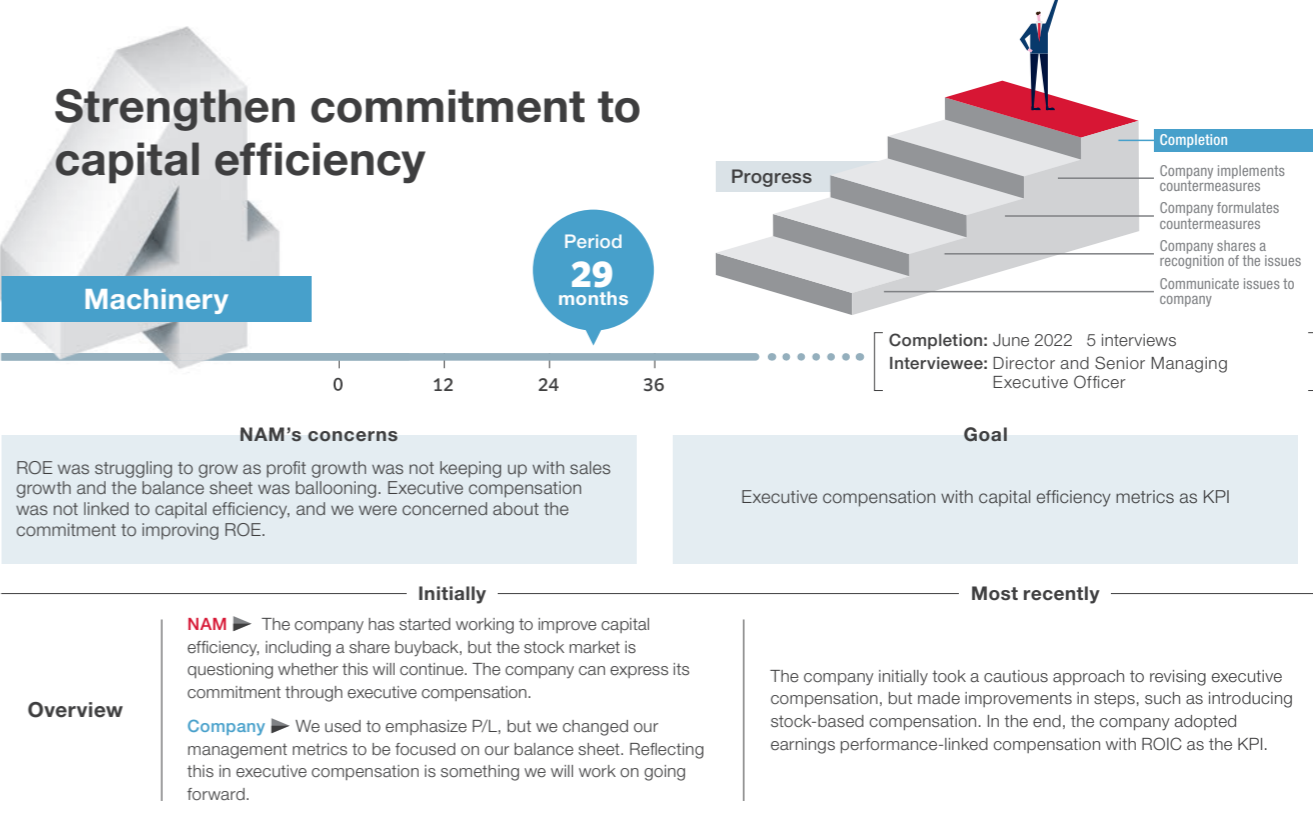 4
Strengthen commitment to
capital efficiency
Machinery
Period
29
months
0 12 24 36
Progress
Completion
Company implements
countermeasures
Company formulates
countermeasures
Company shares a
recognition of the issues
Communicate issues to
company
Completion: June 2022 5 interviews
Interviewee: Director and Senior Managing
Executive Officer
NAM's concerns
ROE was struggling to grow as profit growth was not keeping up with sales
growth and the balance sheet was ballooning. Executive compensation
was not linked to capital efficiency, and we were concerned about the
commitment to improving ROE.
Goal
Executive compensation with capital efficiency metrics as KPI
Overview
Initially
NAM ► The company has started working to improve capital
efficiency, including a share buyback, but the stock market is
questioning whether this will continue. The company can express its
commitment through executive compensation.
Company ► We used to emphasize P/L, but we changed our
management metrics to be focused on our balance sheet. Reflecting
this in executive compensation is something we will work on going
forward.
Most recently
The company initially took a cautious approach to revising executive
compensation, but made improvements in steps, such as introducing
stock-based compensation. In the end, the company adopted
earnings performance-linked compensation with ROIC as the KPI.